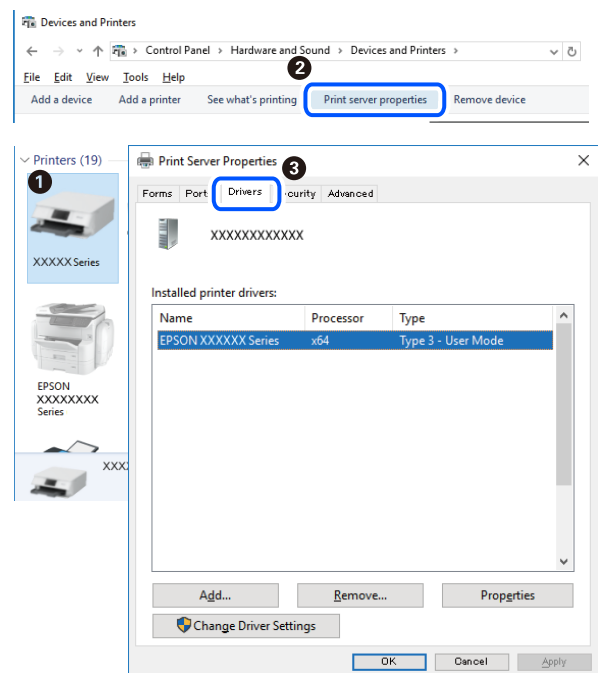 Devices and Printers
Control Panel > Hardware and Sound > Devices and Printers >
2
File Edit View Tools Help
Add a device Add a printer See what's printing Print server properties Remove device
Printers (19)
1
XXXXX Series
EPSON
XXXXXXXX
Series
XXX
Print Server Properties
3
Forms Port Drivers curity Advanced
XXXXXXXXXXXX
Installed printer drivers:
Name Processor Type
EPSON XXXXXX Series x64 Type 3 - User Mode
Add... Remove... Properties
Change Driver Settings
OK Cancel Apply